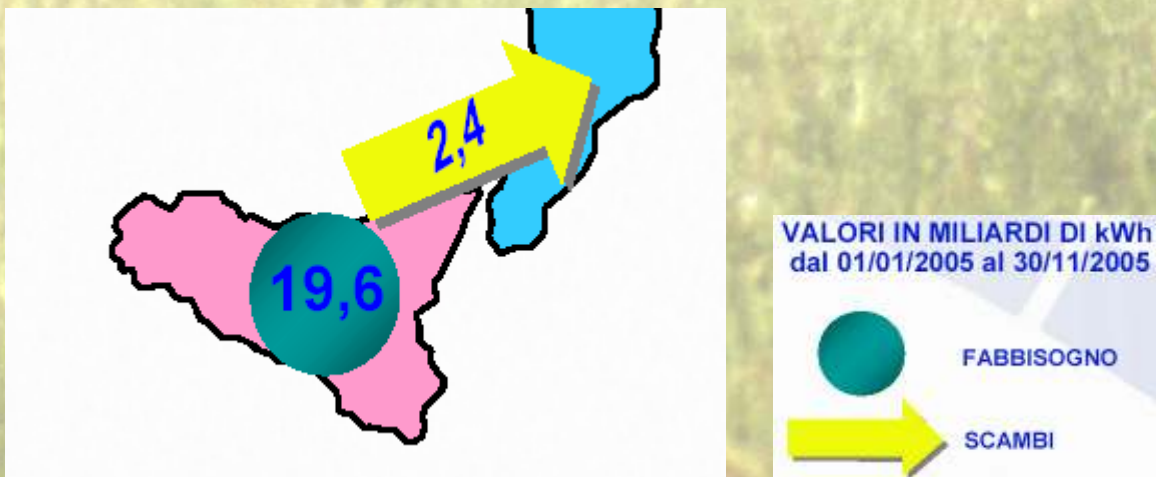 2,4
19,6
VALORI IN MILIARDI DI kWh
dal 01/01/2005 al 30/11/2005
FABBISOGNO
SCAMBI